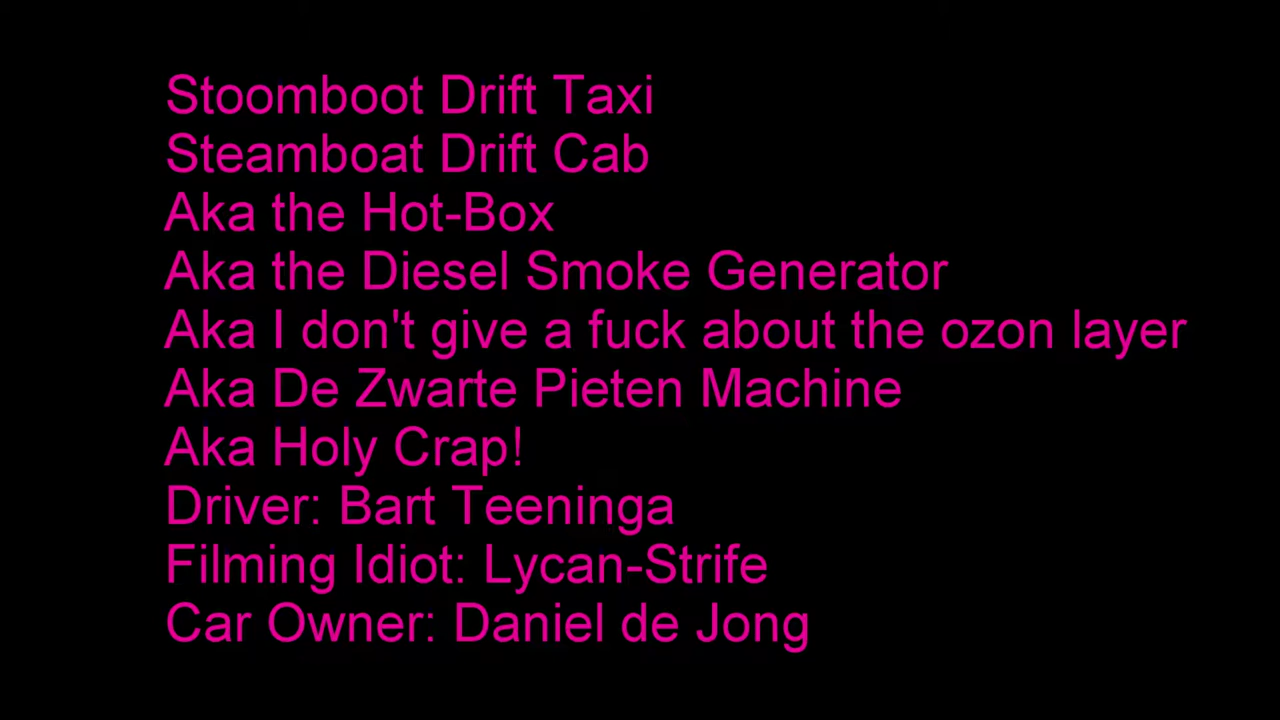 Stoomboot Drift Taxi
Steamboat Drift Cab
Aka the Hot-Box
Aka the Diesel Smoke Generator
Aka I don't give a fuck about the ozon layer
Aka De Zwarte Pieten Machine
Aka Holy Crap!
Driver: Bart Teeninga
Filming Idiot: Lycan-Strife
Car Owner: Daniel de Jong